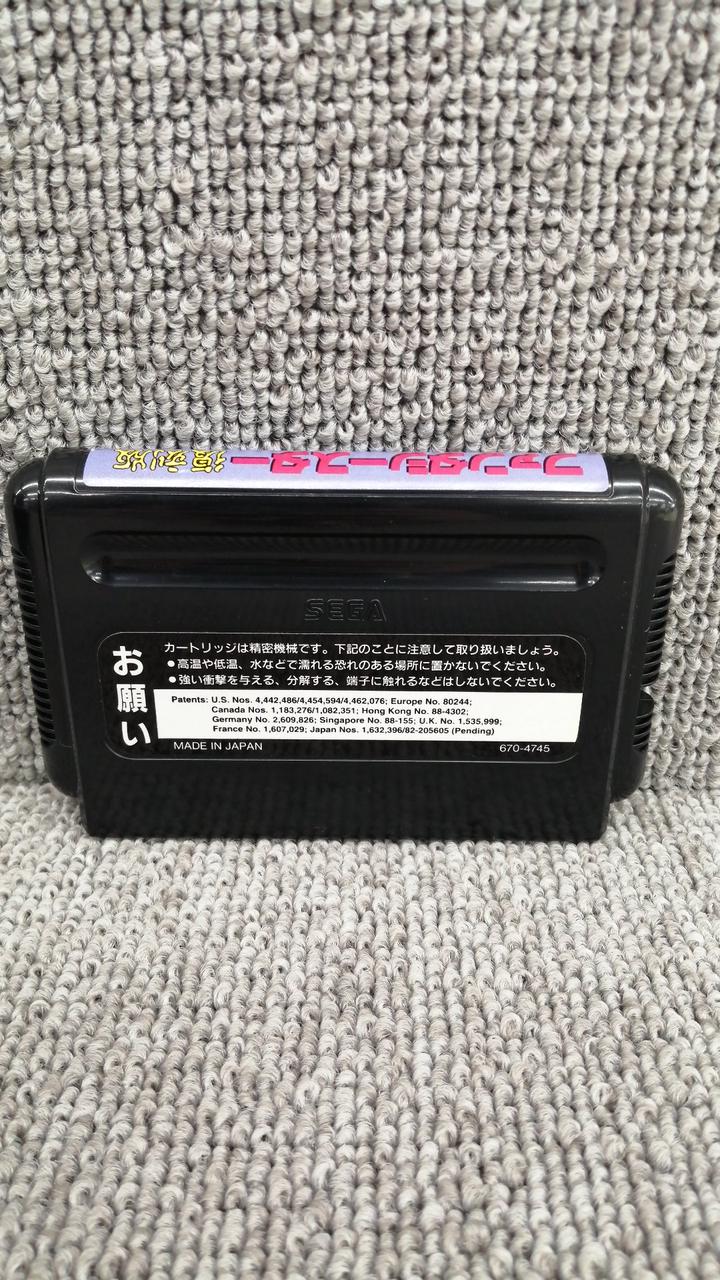 ファンタシースター 復刻版
SEGA
お願い
カートリッジは精密機械です。下記のことに注意して取り扱いましょう。
●高温や低温、水などで濡れる恐れのある場所に置かないでください。
●強い衝撃を与える、分解する、端子に触れるなどはしないでください。
Patents: U.S. Nos. 4,442,486/4,454,594/4,462,076; Europe No. 80244;
Canada Nos. 1,183,276/1,082,351; Hong Kong No. 88-4302;
Germany No. 2,609,826; Singapore No. 88-155; U.K. No. 1,535,999;
France No. 1,607,029; Japan Nos. 1,632,396/82-205605 (Pending)
MADE IN JAPAN 670-4745